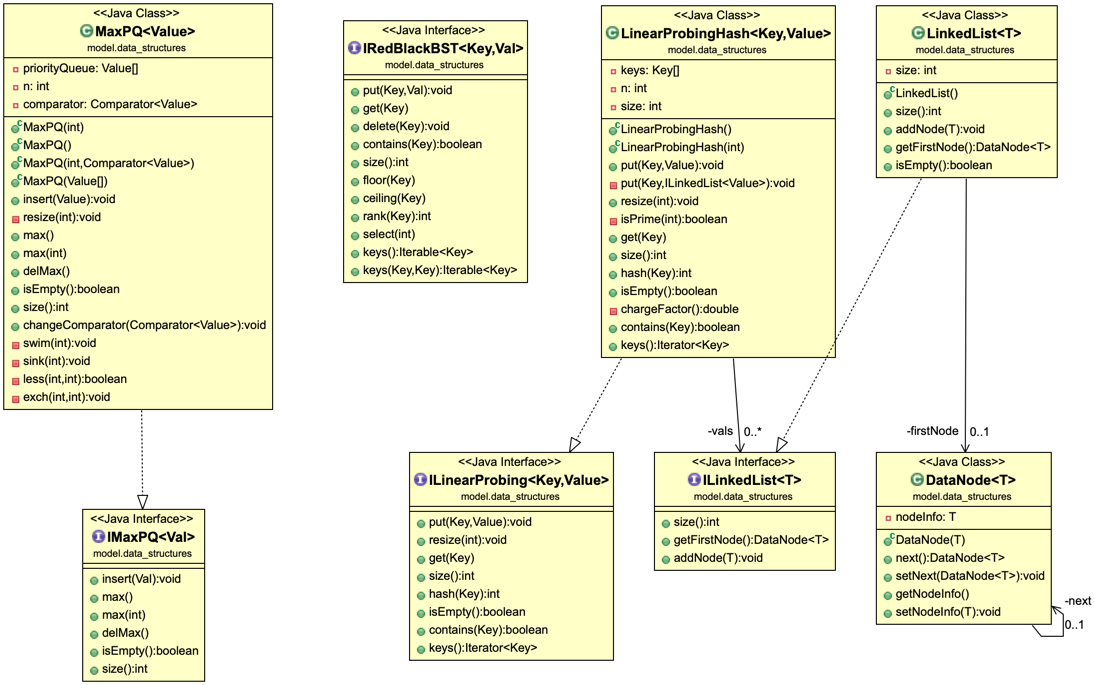 <<Java Class>>
MaxPQ<Value>
model.data_structures
priorityQueue: Value[]
n: int
comparator: Comparator<Value>
MaxPQ(int)
MaxPQ()
MaxPQ(int,Comparator<Value>)
MaxPQ(Value[])
insert(Value):void
resize(int):void
max()
max(int)
delMax()
isEmpty():boolean
size():int
changeComparator(Comparator<Value>):void
swim(int):void
sink(int):void
less(int,int):boolean
exch(int,int):void
<<Java Interface>>
IRedBlackBST<Key,Val>
model.data_structures
put(Key,Val):void
get(Key)
delete(Key):void
contains(Key):boolean
size():int
floor(Key)
ceiling(Key)
rank(Key):int
select(int)
keys():Iterable<Key>
keys(Key,Key):Iterable<Key>
<<Java Class>>
LinearProbingHash<Key,Value>
model.data_structures
keys: Key[]
n: int
size: int
LinearProbingHash()
LinearProbingHash(int)
put(Key,Value):void
put(Key,ILinkedList<Value>):void
resize(int):void
isPrime(int):boolean
get(Key)
size():int
hash(Key):int
isEmpty():boolean
chargeFactor():double
contains(Key):boolean
keys():Iterator<Key>
<<Java Class>>
LinkedList<T>
model.data_structures
size: int
LinkedList()
size():int
addNode(T):void
getFirstNode():DataNode<T>
isEmpty():boolean
-vals 0..*
-firstNode 0..1
<<Java Interface>>
IMaxPQ<Val>
model.data_structures
insert(Val):void
max()
max(int)
delMax()
isEmpty():boolean
size():int
<<Java Interface>>
ILinearProbing<Key,Value>
model.data_structures
put(Key,Value):void
resize(int):void
get(Key)
size():int
hash(Key):int
isEmpty():boolean
contains(Key):boolean
keys():Iterator<Key>
<<Java Interface>>
ILinkedList<T>
model.data_structures
size():int
getFirstNode():DataNode<T>
addNode(T):void
<<Java Class>>
DataNode<T>
model.data_structures
nodeInfo: T
DataNode(T)
next():DataNode<T>
setNext(DataNode<T>):void
getNodeInfo()
setNodeInfo(T):void
-next
0..1